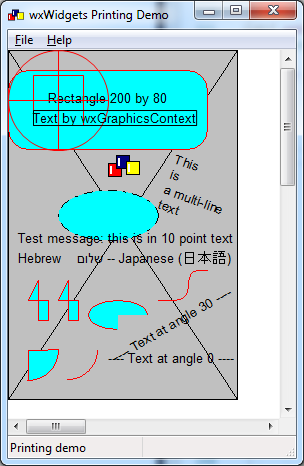 wxWidgets Printing Demo
File Help
Rectangle 200 by 80
Text by wxGraphicsContext
This
is
a multi-line
text
Test message: this is in 10 point text
Hebrew שלום -- Japanese (日本語)
---- Text at angle 30 ----
---- Text at angle 0 ----
Printing demo